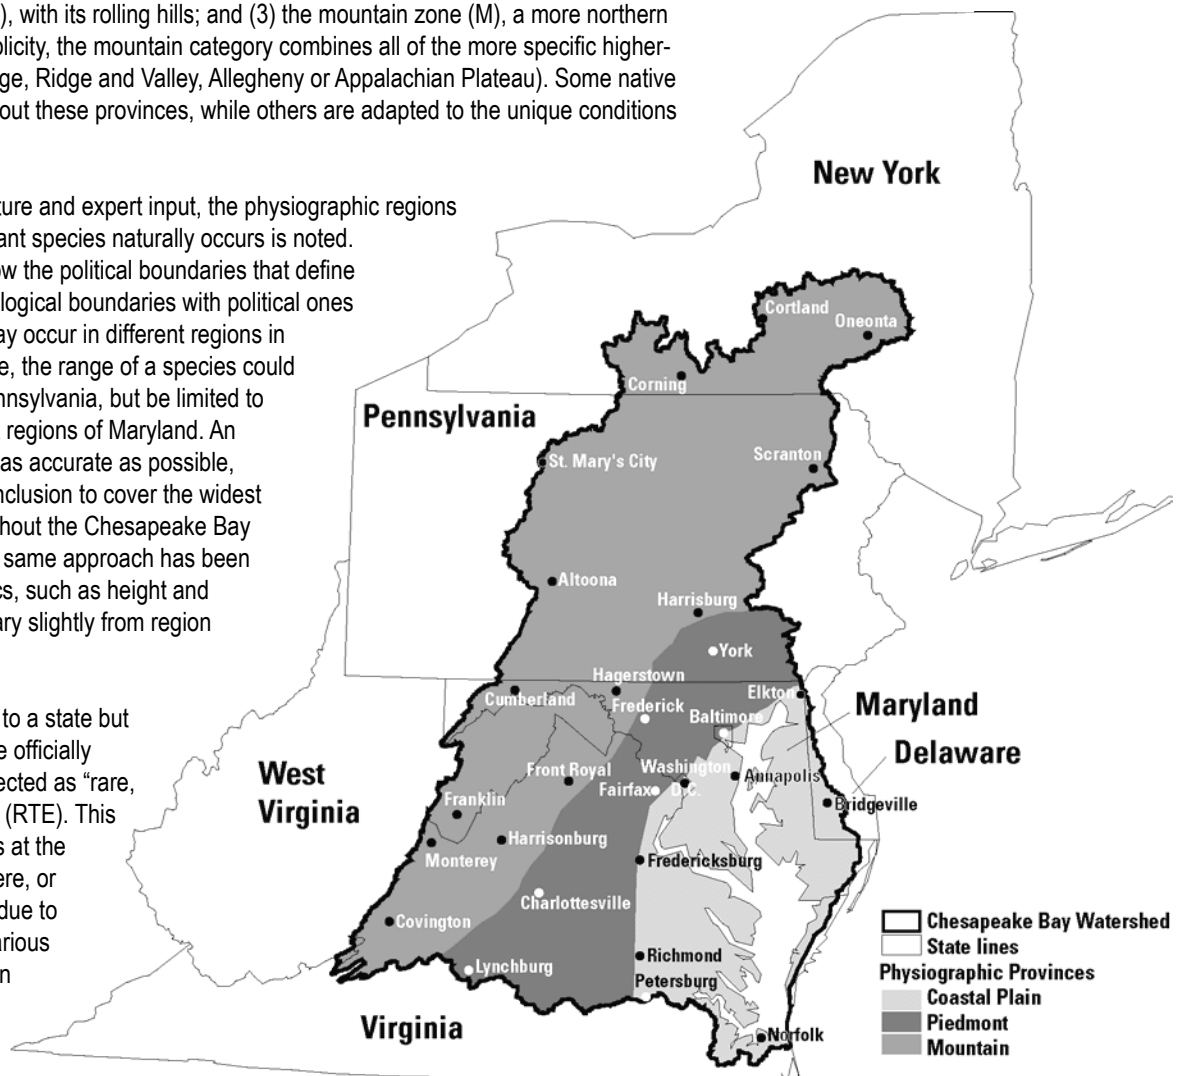 ), with its rolling hills; and (3) the mountain zone (M), a more northern
plicity, the mountain category combines all of the more specific higher-
ge, Ridge and Valley, Allegheny or Appalachian Plateau). Some native
out these provinces, while others are adapted to the unique conditions
ture and expert input, the physiographic regions
ant species naturally occurs is noted.
ow the political boundaries that define
logical boundaries with political ones
ay occur in different regions in
e, the range of a species could
nnsylvania, but be limited to
regions of Maryland. An
as accurate as possible,
nclusion to cover the widest
ghout the Chesapeake Bay
same approach has been
cs, such as height and
ary slightly from region
to a state but
e officially
ected as “rare,
(RTE). This
s at the
ere, or
due to
arious
n
New York
Cortland
Oneonta
Corning
Pennsylvania
St. Mary's City
Scranton
Altoona
Harrisburg
York
Hagerstown
Cumberland
Frederick
Elkton
Baltimore
Maryland
Delaware
West
Virginia
Front Royal
Washington
D.C.
Fairfax
Annapolis
Bridgeville
Franklin
Harrisonburg
Monterey
Fredericksburg
Charlottesville
Covington
Lynchburg
Richmond
Petersburg
Virginia
Norfolk
Chesapeake Bay Watershed
State lines
Physiographic Provinces
Coastal Plain
Piedmont
Mountain